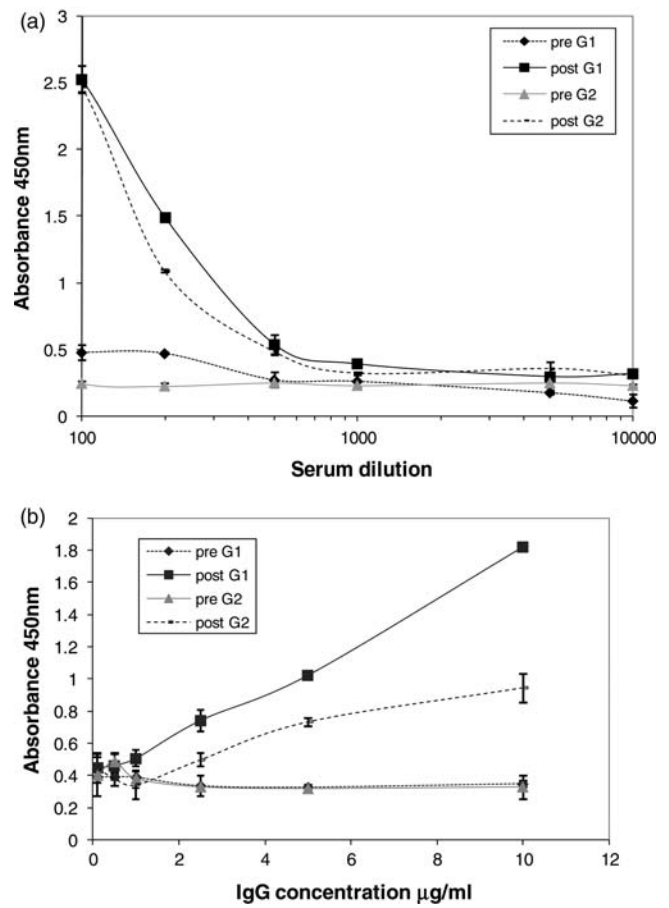 (a)
3
2.5
2
1.5
1
0.5
0
Absorbance 450nm
pre G1
post G1
pre G2
post G2
100 1000 10000
Serum dilution
(b)
2
1.8
1.6
1.4
1.2
1
0.8
0.6
0.4
0.2
0
Absorbance 450nm
pre G1
post G1
pre G2
post G2
0 2 4 6 8 10 12
IgG concentration µg/ml